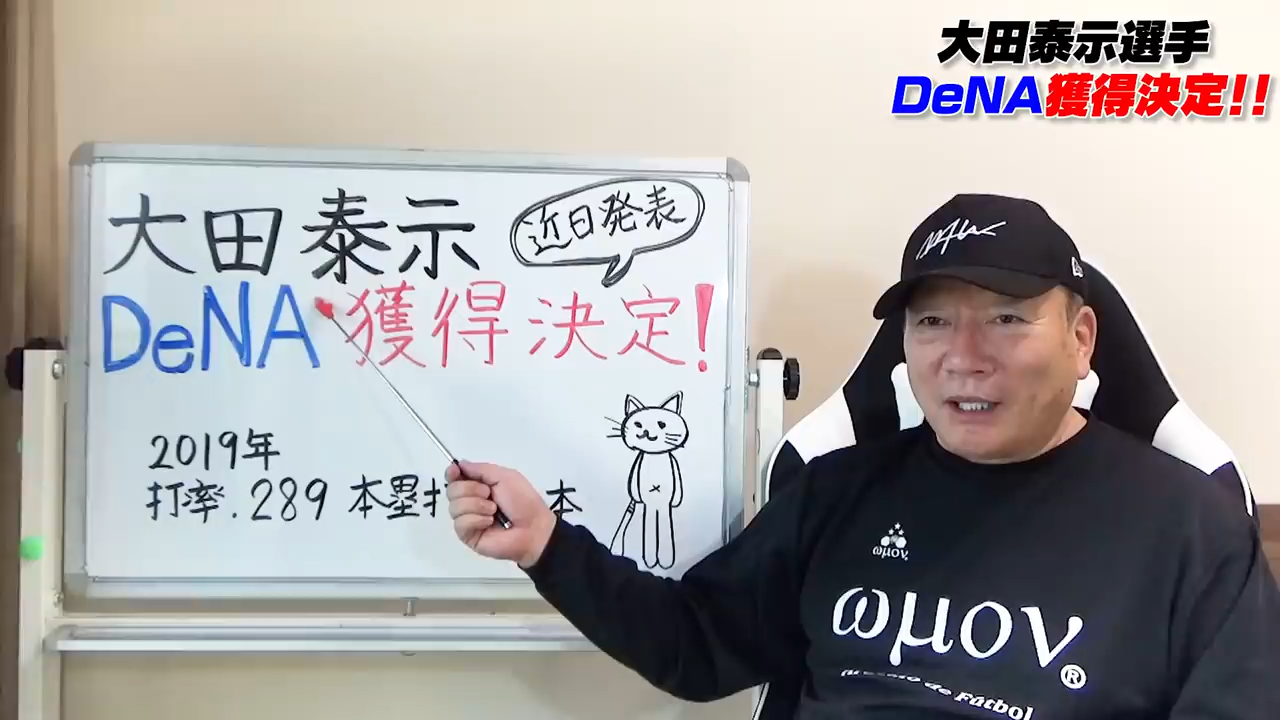 大田泰示選手
DeNA獲得決定!!
大田泰示
近日発表
DeNA獲得決定!
2019年
打率.289 本塁打 本
ωμον
ωμον®
de Fútbol